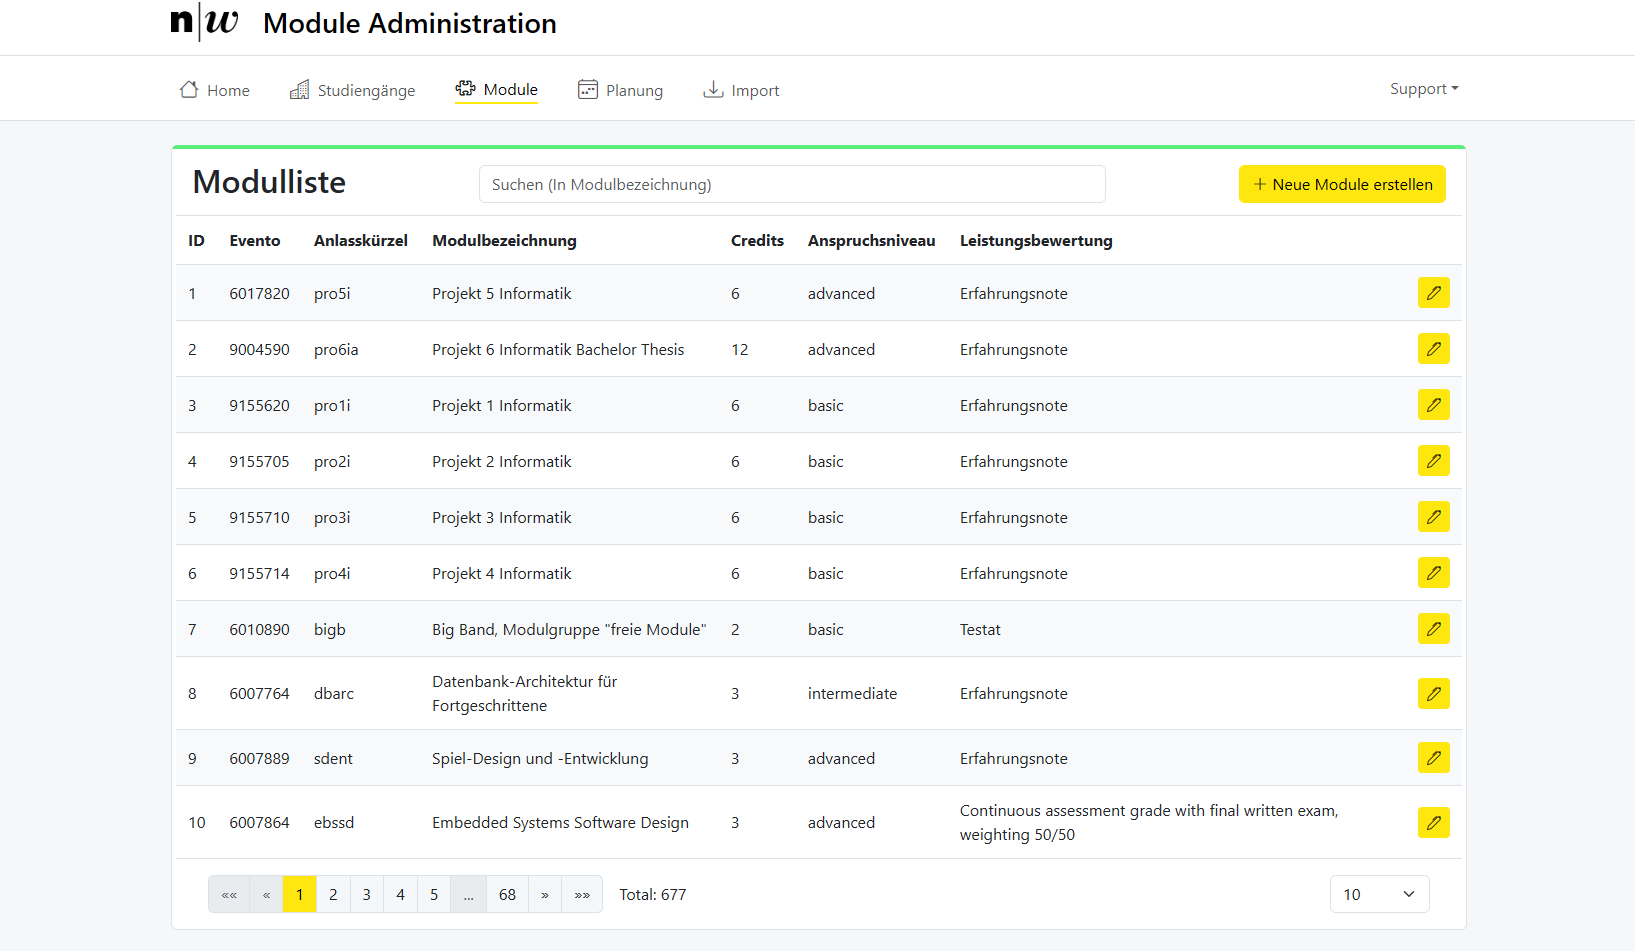 n|w Module Administration
Home Studiengänge Module Planung Import Support
Modulliste Suchen (In Modulbezeichnung) + Neue Module erstellen
ID Evento Anlasskürzel Modulbezeichnung Credits Anspruchsniveau Leistungsbewertung
1 6017820 pro5i Projekt 5 Informatik 6 advanced Erfahrungsnote
2 9004590 pro6ia Projekt 6 Informatik Bachelor Thesis 12 advanced Erfahrungsnote
3 9155620 pro1i Projekt 1 Informatik 6 basic Erfahrungsnote
4 9155705 pro2i Projekt 2 Informatik 6 basic Erfahrungsnote
5 9155710 pro3i Projekt 3 Informatik 6 basic Erfahrungsnote
6 9155714 pro4i Projekt 4 Informatik 6 basic Erfahrungsnote
7 6010890 bigb Big Band, Modulgruppe "freie Module" 2 basic Testat
8 6007764 dbarc Datenbank-Architektur für
Fortgeschrittene 3 intermediate Erfahrungsnote
9 6007889 sdent Spiel-Design und -Entwicklung 3 advanced Erfahrungsnote
10 6007864 ebssd Embedded Systems Software Design 3 advanced Continuous assessment grade with final written exam,
weighting 50/50
«« « 1 2 3 4 5 ... 68 » »» Total: 677 10